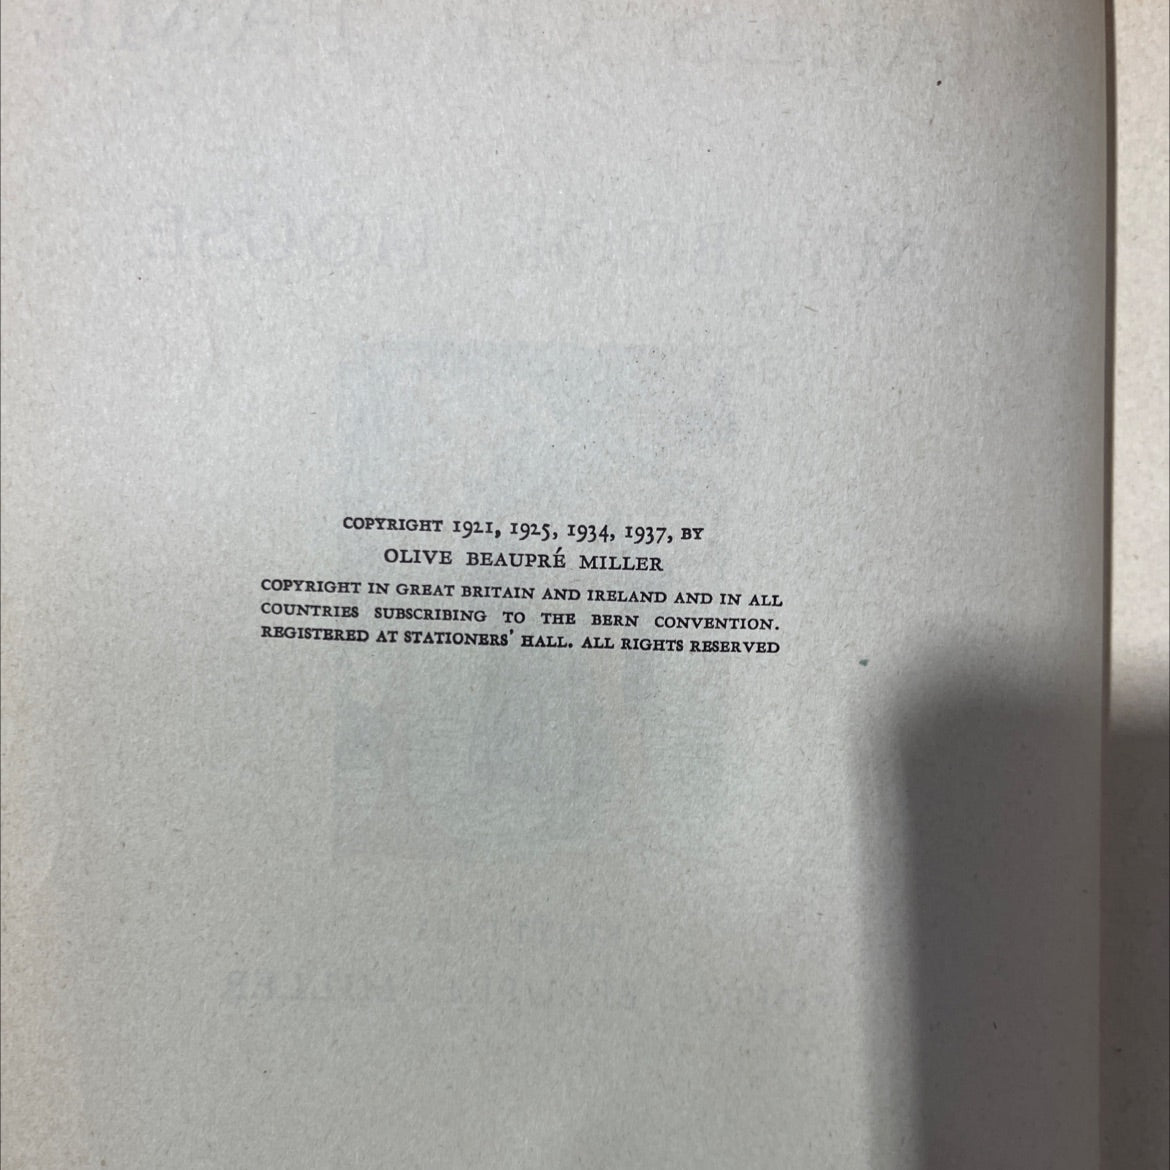 COPYRIGHT 1921, 1925, 1934, 1937, BY
OLIVE BEAUPRÉ MILLER
COPYRIGHT IN GREAT BRITAIN AND IRELAND AND IN ALL
COUNTRIES SUBSCRIBING TO THE BERN CONVENTION.
REGISTERED AT STATIONERS' HALL. ALL RIGHTS RESERVED